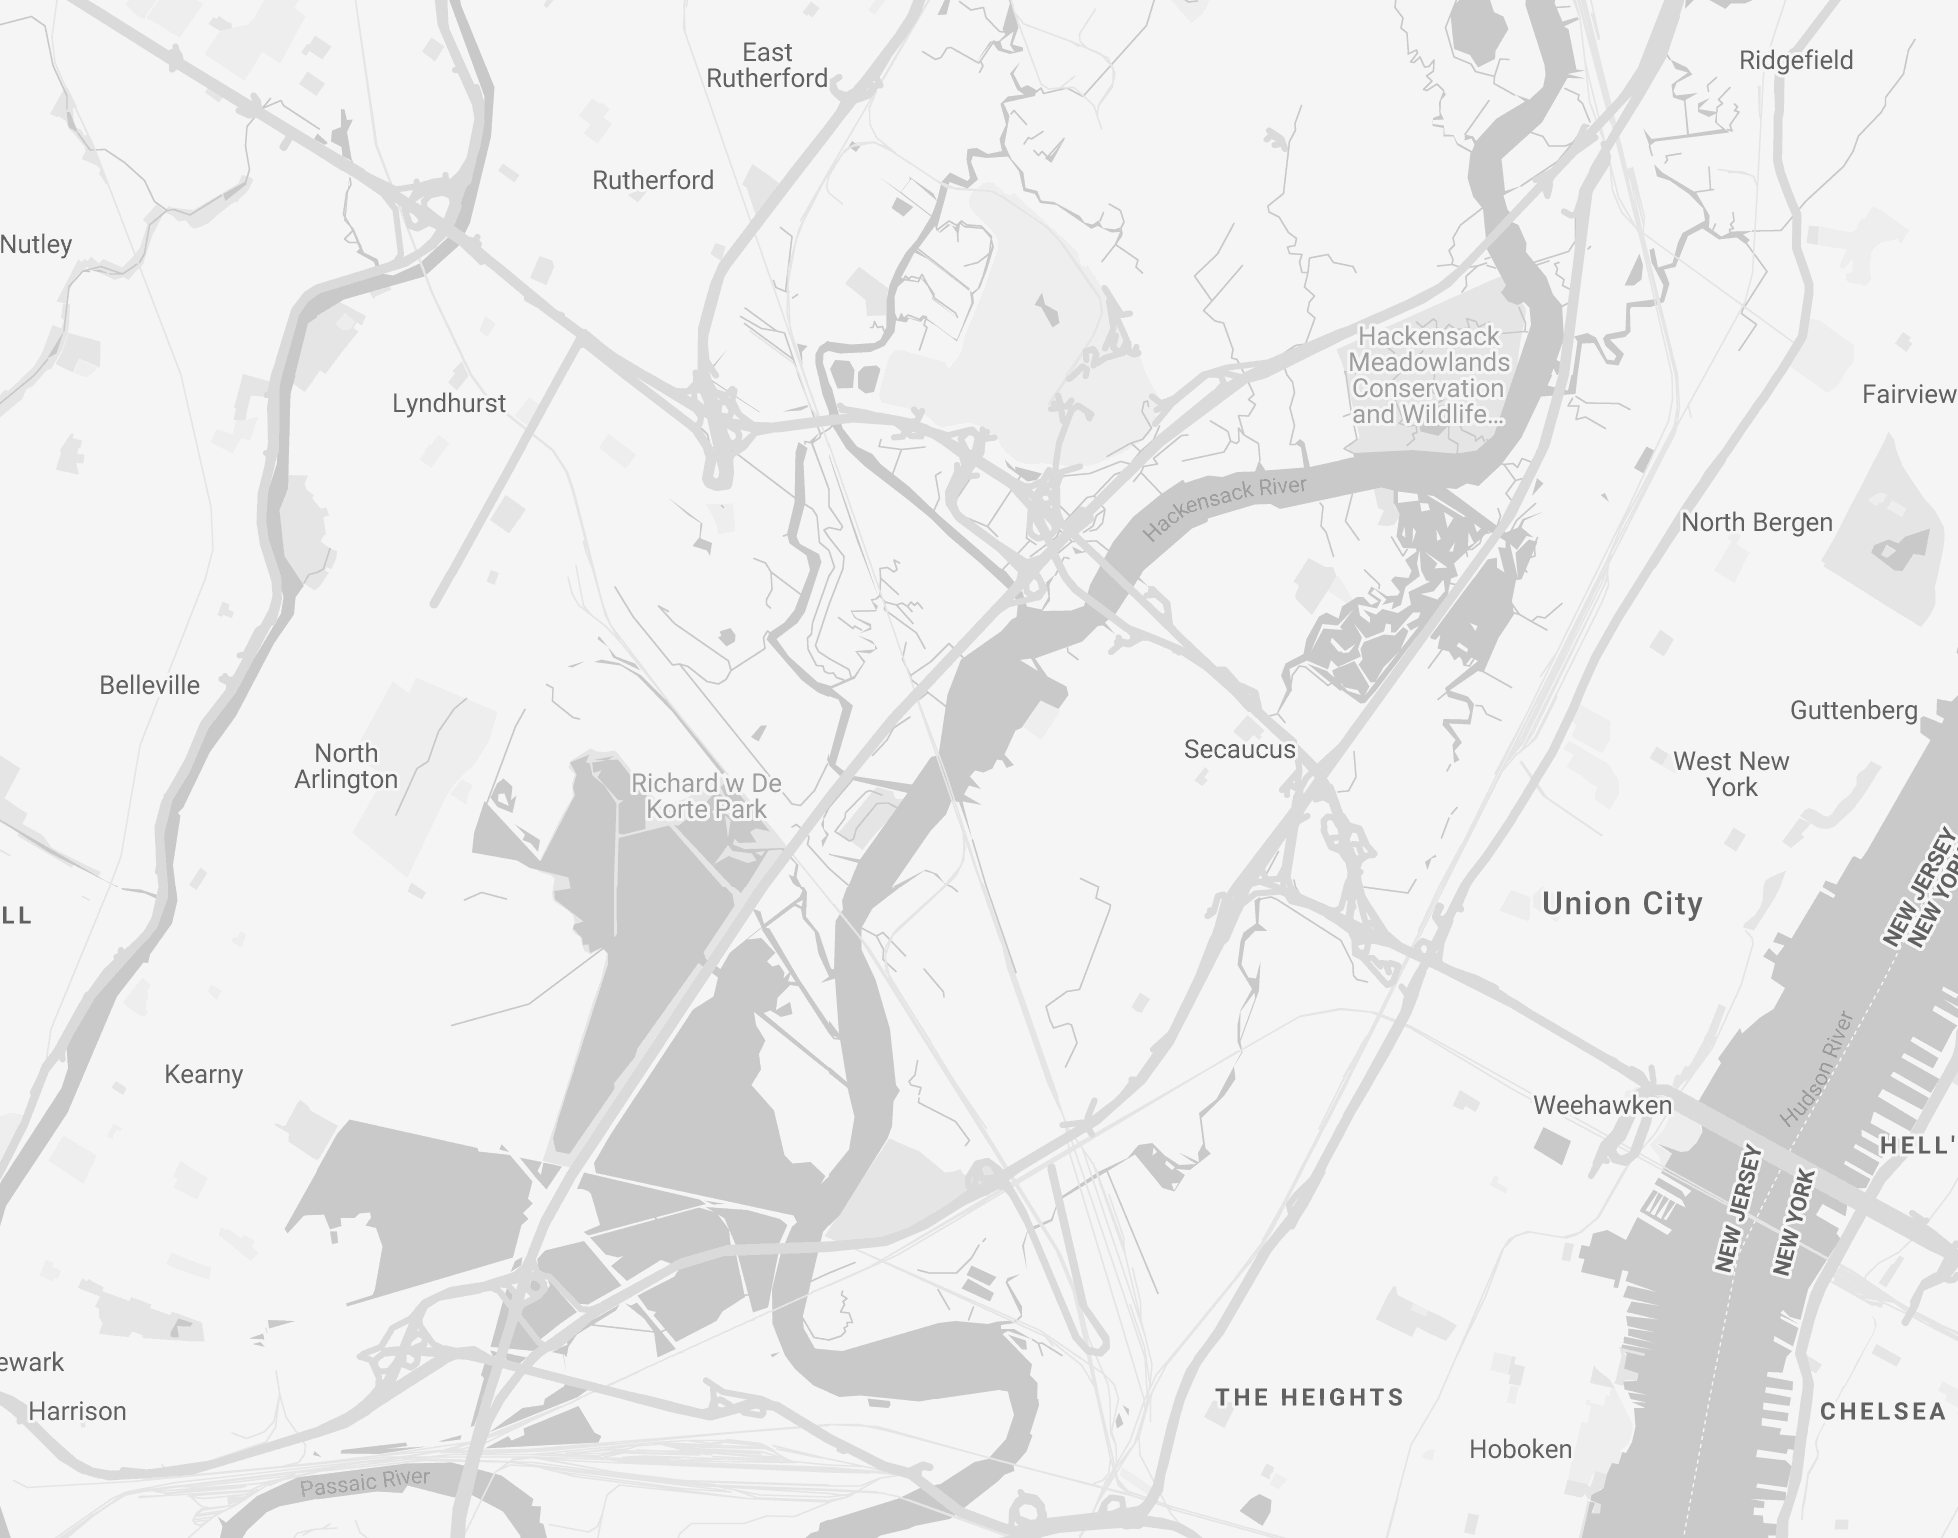 East
Rutherford
Ridgefield
Rutherford
Nutley
Hackensack
Meadowlands
Conservation
and Wildlife...
Lyndhurst
Fairview
Hackensack River
North Bergen
Belleville
Guttenberg
North
Arlington
Secaucus
West New
York
Richard w De
Korte Park
NEW JERSEY
NEW YORK
Union City
LL
Hudson River
Kearny
Weehawken
HELL'
NEW JERSEY
NEW YORK
ewark
Harrison
THE HEIGHTS
CHELSEA
Hoboken
Passaic River